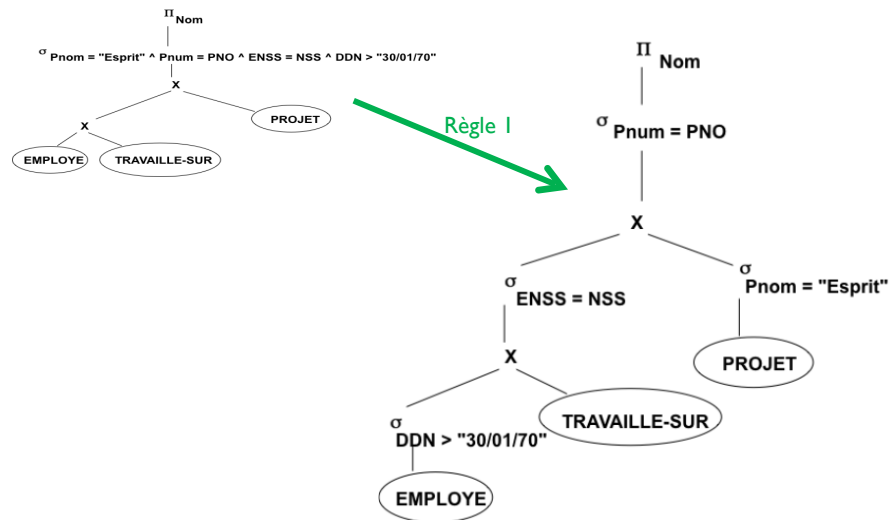 Π Nom
σ Pnom = "Esprit" ^ Pnum = PNO ^ ENSS = NSS ^ DDN > "30/01/70"
X
PROJET
X
EMPLOYE
TRAVAILLE-SUR
Règle 1
Π Nom
σ Pnum = PNO
X
σ ENSS = NSS
σ Pnom = "Esprit"
X
PROJET
σ DDN > "30/01/70"
TRAVAILLE-SUR
EMPLOYE